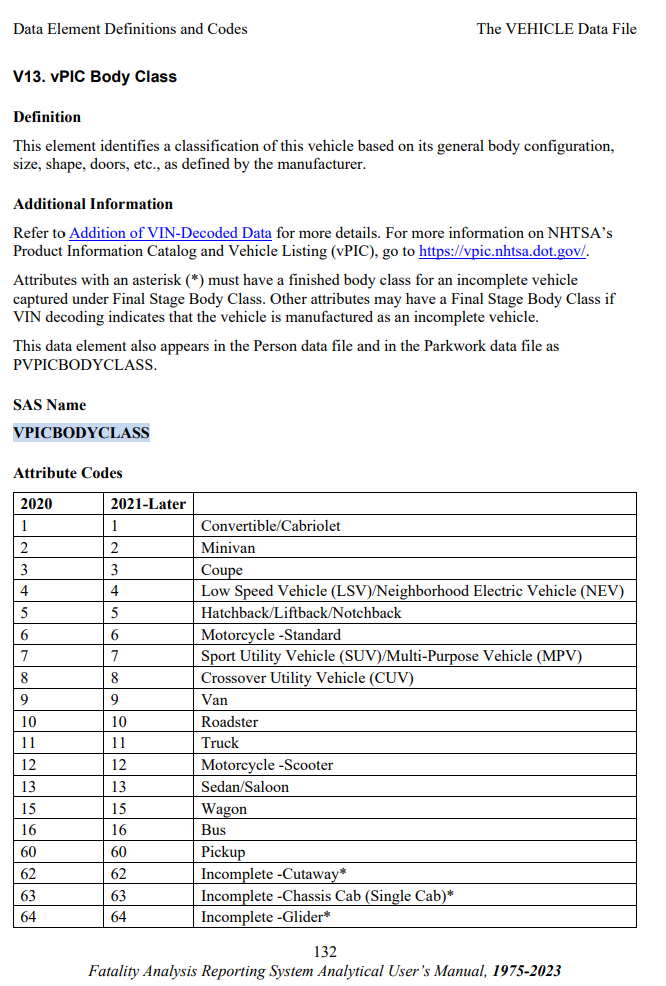 Data Element Definitions and Codes The VEHICLE Data File
V13. vPIC Body Class
Definition
This element identifies a classification of this vehicle based on its general body configuration,
size, shape, doors, etc., as defined by the manufacturer.
Additional Information
Refer to Addition of VIN-Decoded Data for more details. For more information on NHTSA’s
Product Information Catalog and Vehicle Listing (vPIC), go to https://vpic.nhtsa.dot.gov/.
Attributes with an asterisk (*) must have a finished body class for an incomplete vehicle
captured under Final Stage Body Class. Other attributes may have a Final Stage Body Class if
VIN decoding indicates that the vehicle is manufactured as an incomplete vehicle.
This data element also appears in the Person data file and in the Parkwork data file as
PVPICBODYCLASS.
SAS Name
VPICBODYCLASS
Attribute Codes
2020 2021-Later
1 1 Convertible/Cabriolet
2 2 Minivan
3 3 Coupe
4 4 Low Speed Vehicle (LSV)/Neighborhood Electric Vehicle (NEV)
5 5 Hatchback/Liftback/Notchback
6 6 Motorcycle -Standard
7 7 Sport Utility Vehicle (SUV)/Multi-Purpose Vehicle (MPV)
8 8 Crossover Utility Vehicle (CUV)
9 9 Van
10 10 Roadster
11 11 Truck
12 12 Motorcycle -Scooter
13 13 Sedan/Saloon
15 15 Wagon
16 16 Bus
60 60 Pickup
62 62 Incomplete -Cutaway*
63 63 Incomplete -Chassis Cab (Single Cab)*
64 64 Incomplete -Glider*
132
Fatality Analysis Reporting System Analytical User’s Manual, 1975-2023